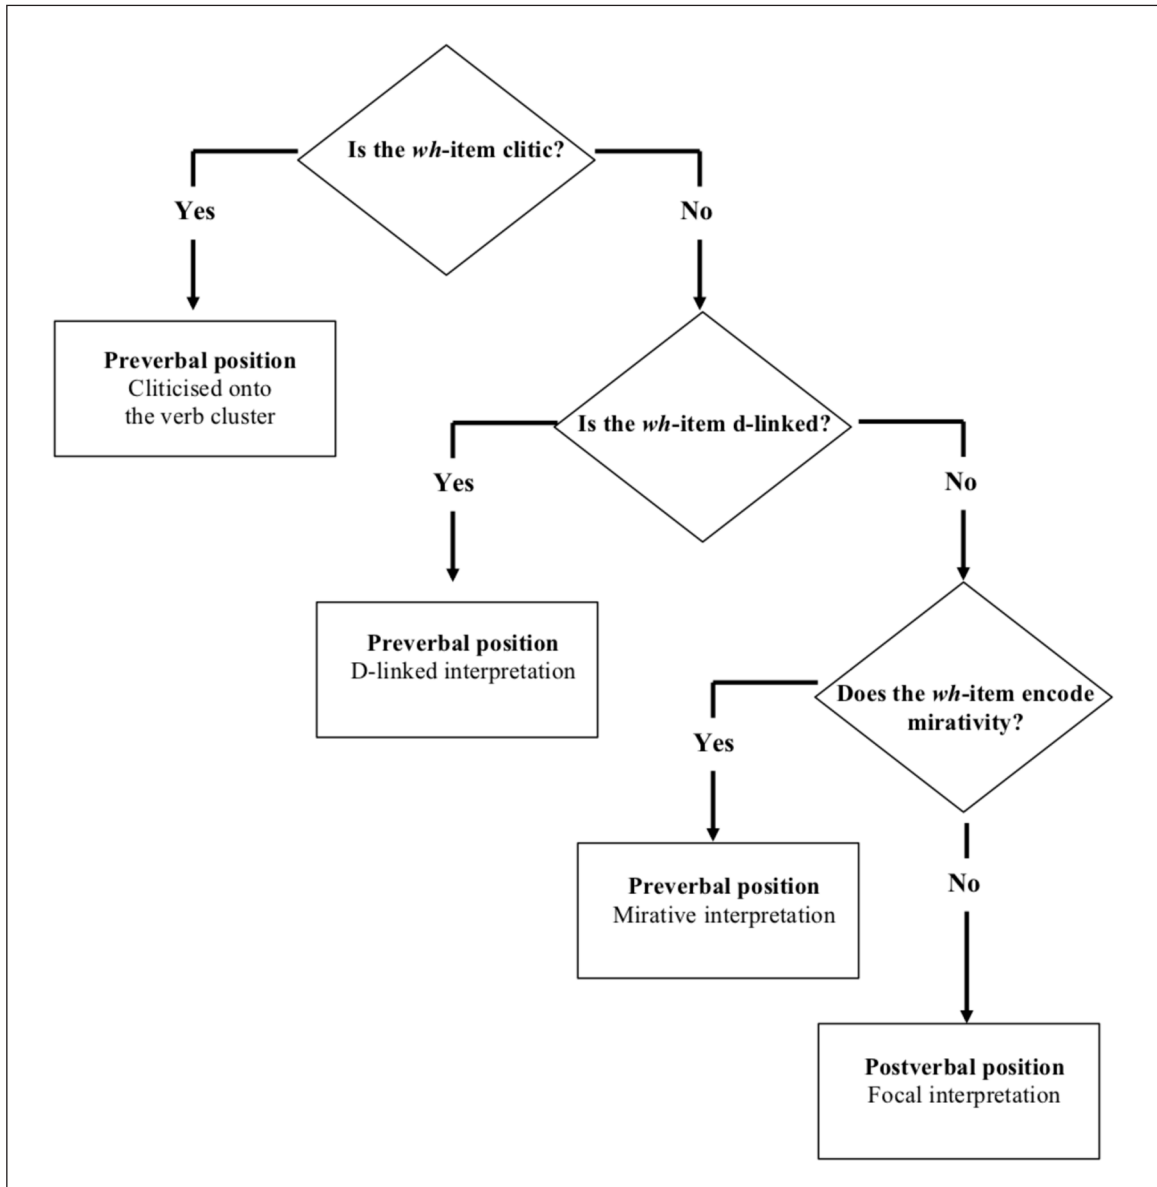 Is the wh-item clitic?
Yes
No
Preverbal position
Cliticised onto
the verb cluster
Is the wh-item d-linked?
Yes
No
Preverbal position
D-linked interpretation
Does the wh-item encode
mirativity?
Yes
Preverbal position
Mirative interpretation
No
Postverbal position
Focal interpretation